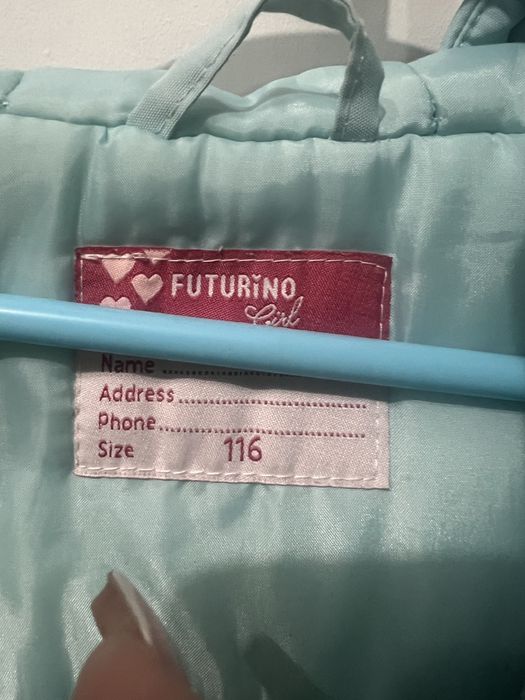 FUTURiNO
Girl
Name
Address
Phone
Size 116